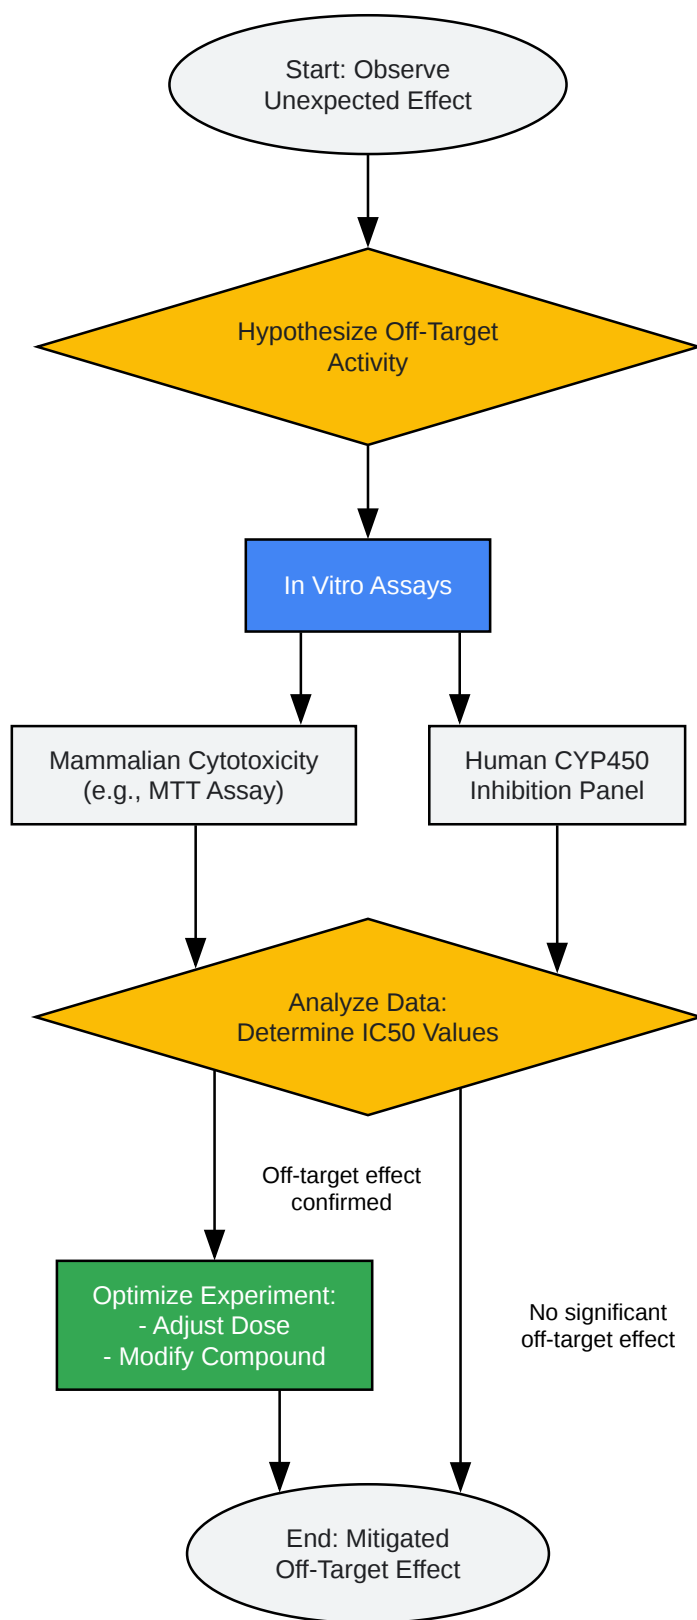 Start: Observe
Unexpected Effect
Hypothesize Off-Target
Activity
In Vitro Assays
Mammalian Cytotoxicity
(e.g., MTT Assay)
Human CYP450
Inhibition Panel
Analyze Data:
Determine IC50 Values
Off-target effect
confirmed
Optimize Experiment:
- Adjust Dose
- Modify Compound
No significant
off-target effect
End: Mitigated
Off-Target Effect